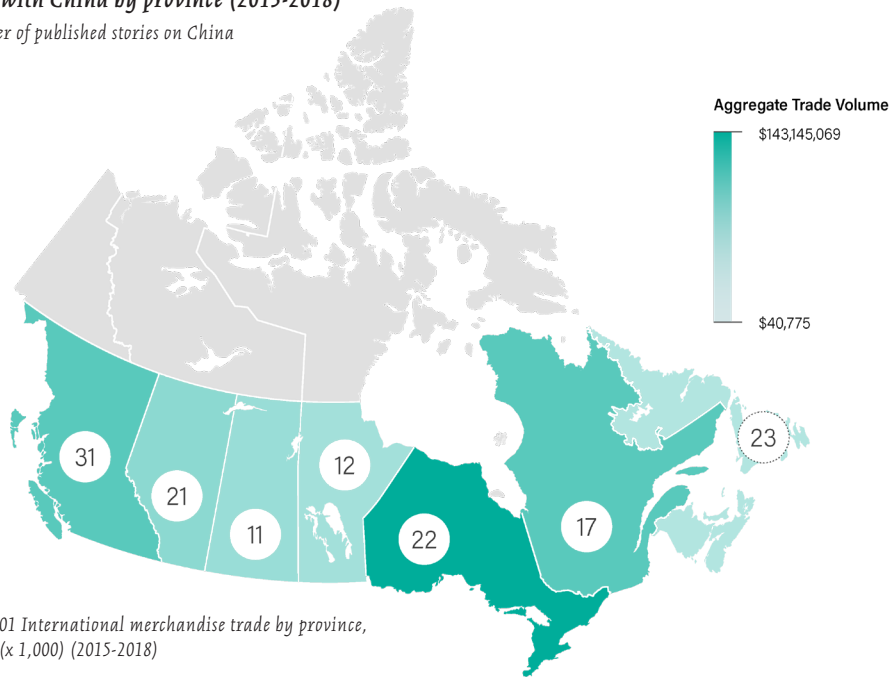 with China by province (2015-2018)
of published stories on China
Aggregate Trade Volume
$143,145,069
$40,775
31
21
11
12
22
17
23
01 International merchandise trade by province,
(x 1,000) (2015-2018)